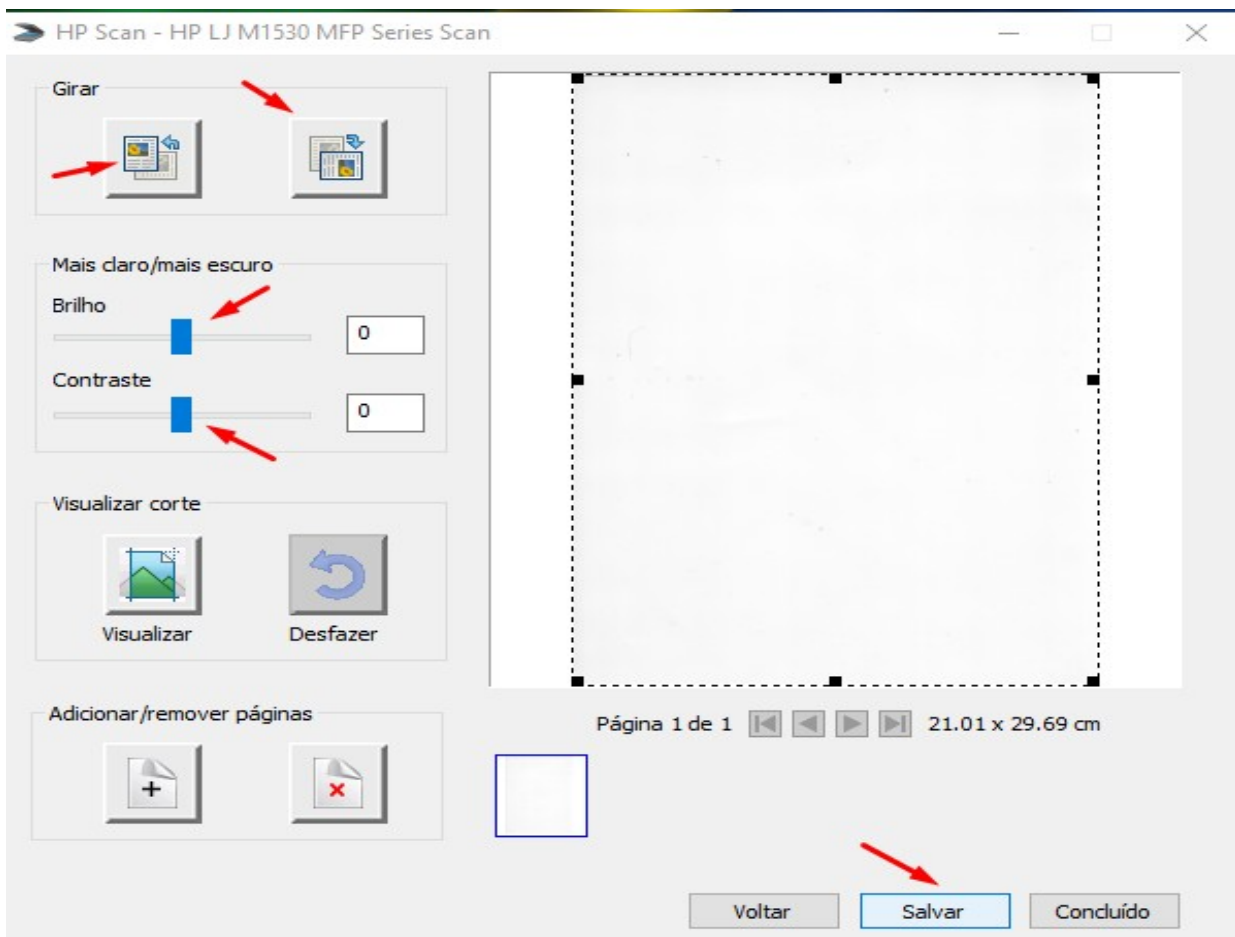 HP Scan - HP LJ M1530 MFP Series Scan
Girar
Mais claro/mais escuro
Brilho
0
Contraste
0
Visualizar corte
Visualizar
Desfazer
Adicionar/remover páginas
Página 1 de 1
21.01 x 29.69 cm
Voltar
Salvar
Concluído